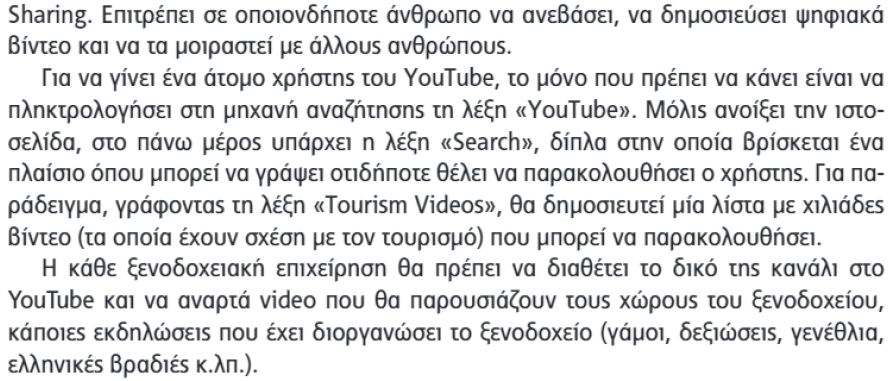 Sharing. Επιτρέπει σε οποιονδήποτε άνθρωπο να ανεβάσει, να δημοσιεύσει ψηφιακά
βίντεο και να τα μοιραστεί με άλλους ανθρώπους.
Για να γίνει ένα άτομο χρήστης του YouTube, το μόνο που πρέπει να κάνει είναι να
πληκτρολογήσει στη μηχανή αναζήτησης τη λέξη «YouTube». Μόλις ανοίξει την ιστο-
σελίδα, στο πάνω μέρος υπάρχει η λέξη «Search», δίπλα στην οποία βρίσκεται ένα
πλαίσιο όπου μπορεί να γράψει οτιδήποτε θέλει να παρακολουθήσει ο χρήστης. Για πα-
ράδειγμα, γράφοντας τη λέξη «Tourism Videos», θα δημοσιευτεί μία λίστα με χιλιάδες
βίντεο (τα οποία έχουν σχέση με τον τουρισμό) που μπορεί να παρακολουθήσει.
Η κάθε ξενοδοχειακή επιχείρηση θα πρέπει να διαθέτει το δικό της κανάλι στο
YouTube και να αναρτά video που θα παρουσιάζουν τους χώρους του ξενοδοχείου,
κάποιες εκδηλώσεις που έχει διοργανώσει το ξενοδοχείο (γάμοι, δεξιώσεις, γενέθλια,
ελληνικές βραδιές κ.λπ.).